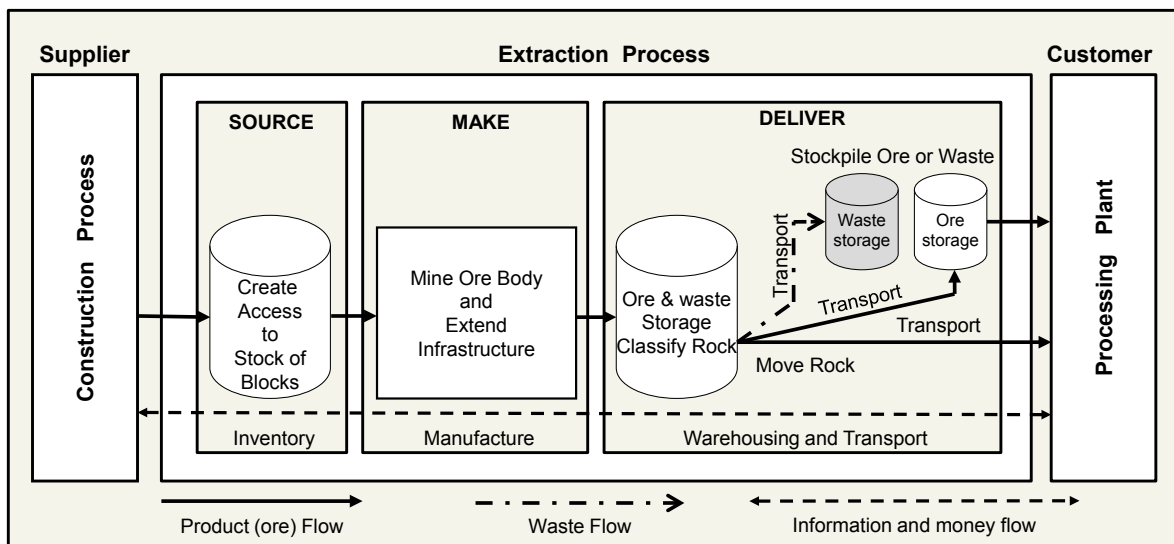 Supplier
Extraction Process
Customer
Construction Process
SOURCE
Create
Access
to
Stock of
Blocks
Inventory
MAKE
Mine Ore Body
and
Extend
Infrastructure
Manufacture
DELIVER
Stockpile Ore or Waste
Waste
storage
Ore
storage
Transport
Transport
Transport
Ore & waste
Storage
Classify Rock
Move Rock
Warehousing and Transport
Processing Plant
Product (ore) Flow
Waste Flow
Information and money flow